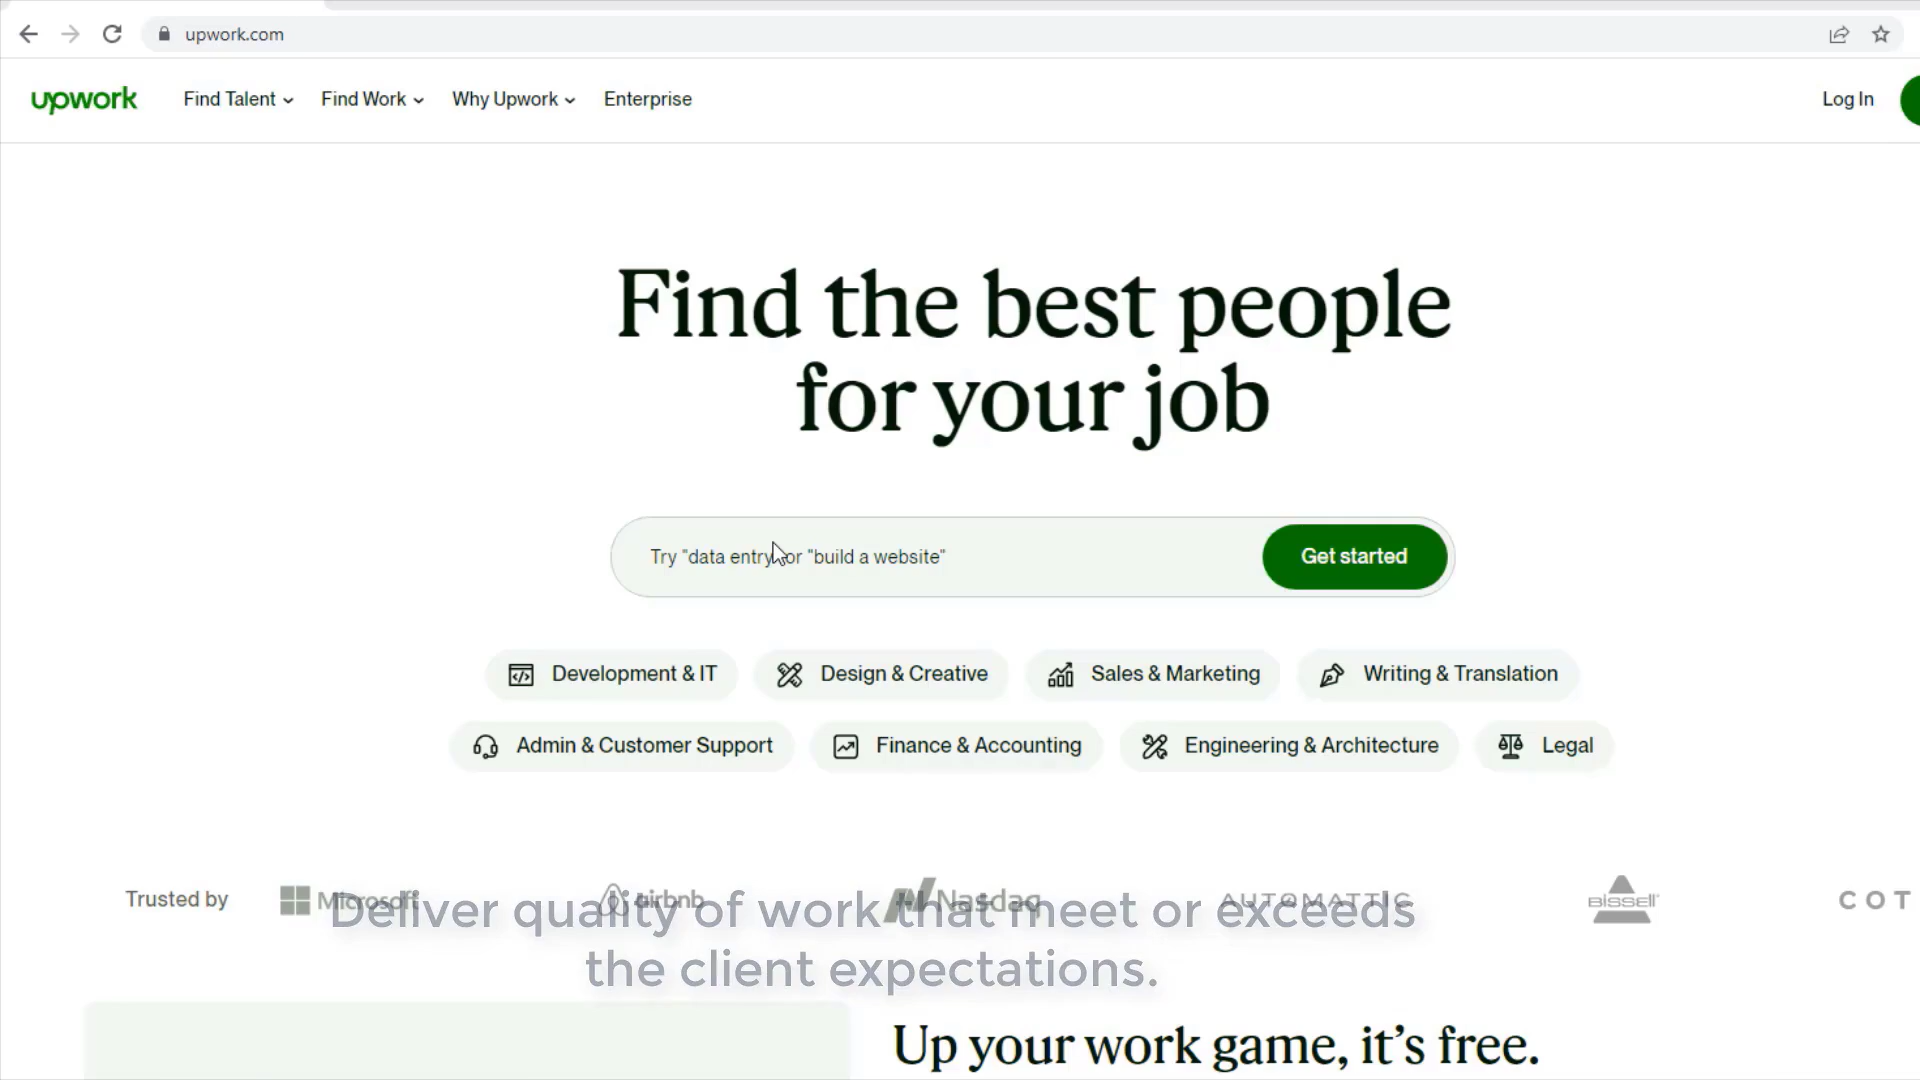 upwork.com
upwork Find Talent Find Work Why Upwork Enterprise Log In
Find the best people
for your job
Try "data entry" or "build a website" Get started
Development & IT Design & Creative Sales & Marketing Writing & Translation
Admin & Customer Support Finance & Accounting Engineering & Architecture Legal
Trusted by Microsoft airbnb Nasdaq AUTOMATTIC BISSELL COT
Deliver quality of work that meet or exceeds
the client expectations.
Up your work game, it's free.